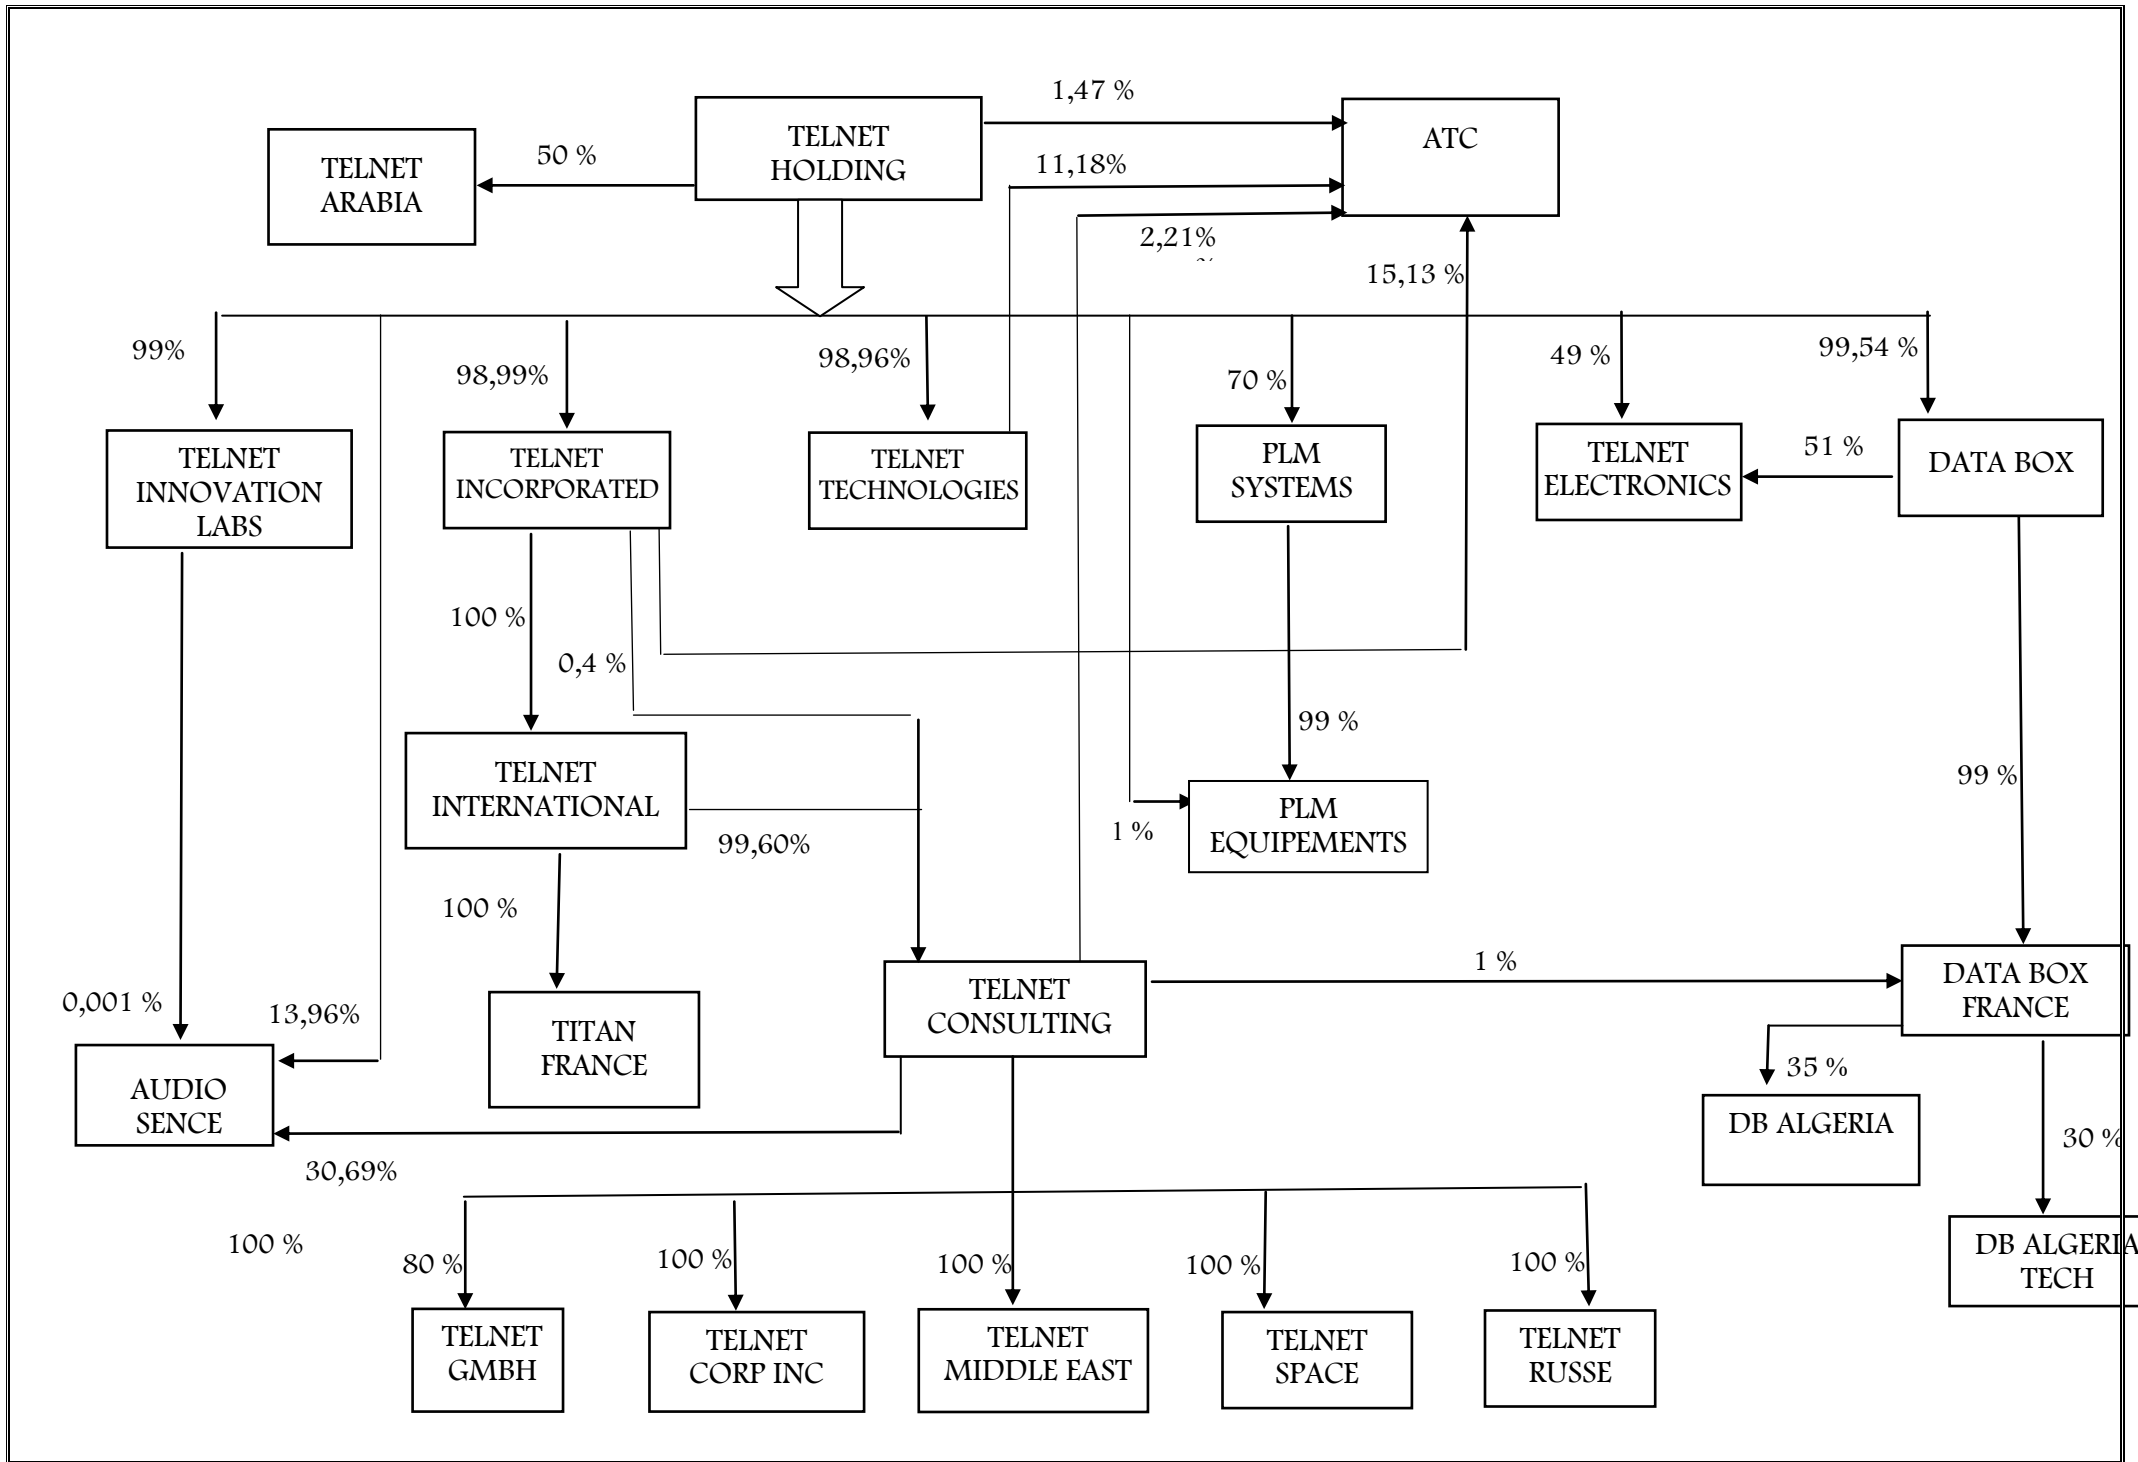 1,47 %
TELNET
HOLDING
ATC
50 %
TELNET
ARABIA
11,18%
2,21%
15,13 %
99%
98,99%
98,96%
70 %
49 %
99,54 %
TELNET
INNOVATION
LABS
TELNET
INCORPORATED
TELNET
TECHNOLOGIES
PLM
SYSTEMS
TELNET
ELECTRONICS
51 %
DATA BOX
100 %
0,4 %
99 %
99 %
TELNET
INTERNATIONAL
99,60%
1 %
PLM
EQUIPEMENTS
100 %
1 %
TELNET
CONSULTING
DATA BOX
FRANCE
0,001 %
13,96%
TITAN
FRANCE
35 %
AUDIO
SENCE
DB ALGERIA
30 %
30,69%
100 %
80 %
100 %
100 %
100 %
100 %
DB ALGERIA
TECH
TELNET
GMBH
TELNET
CORP INC
TELNET
MIDDLE EAST
TELNET
SPACE
TELNET
RUSSE